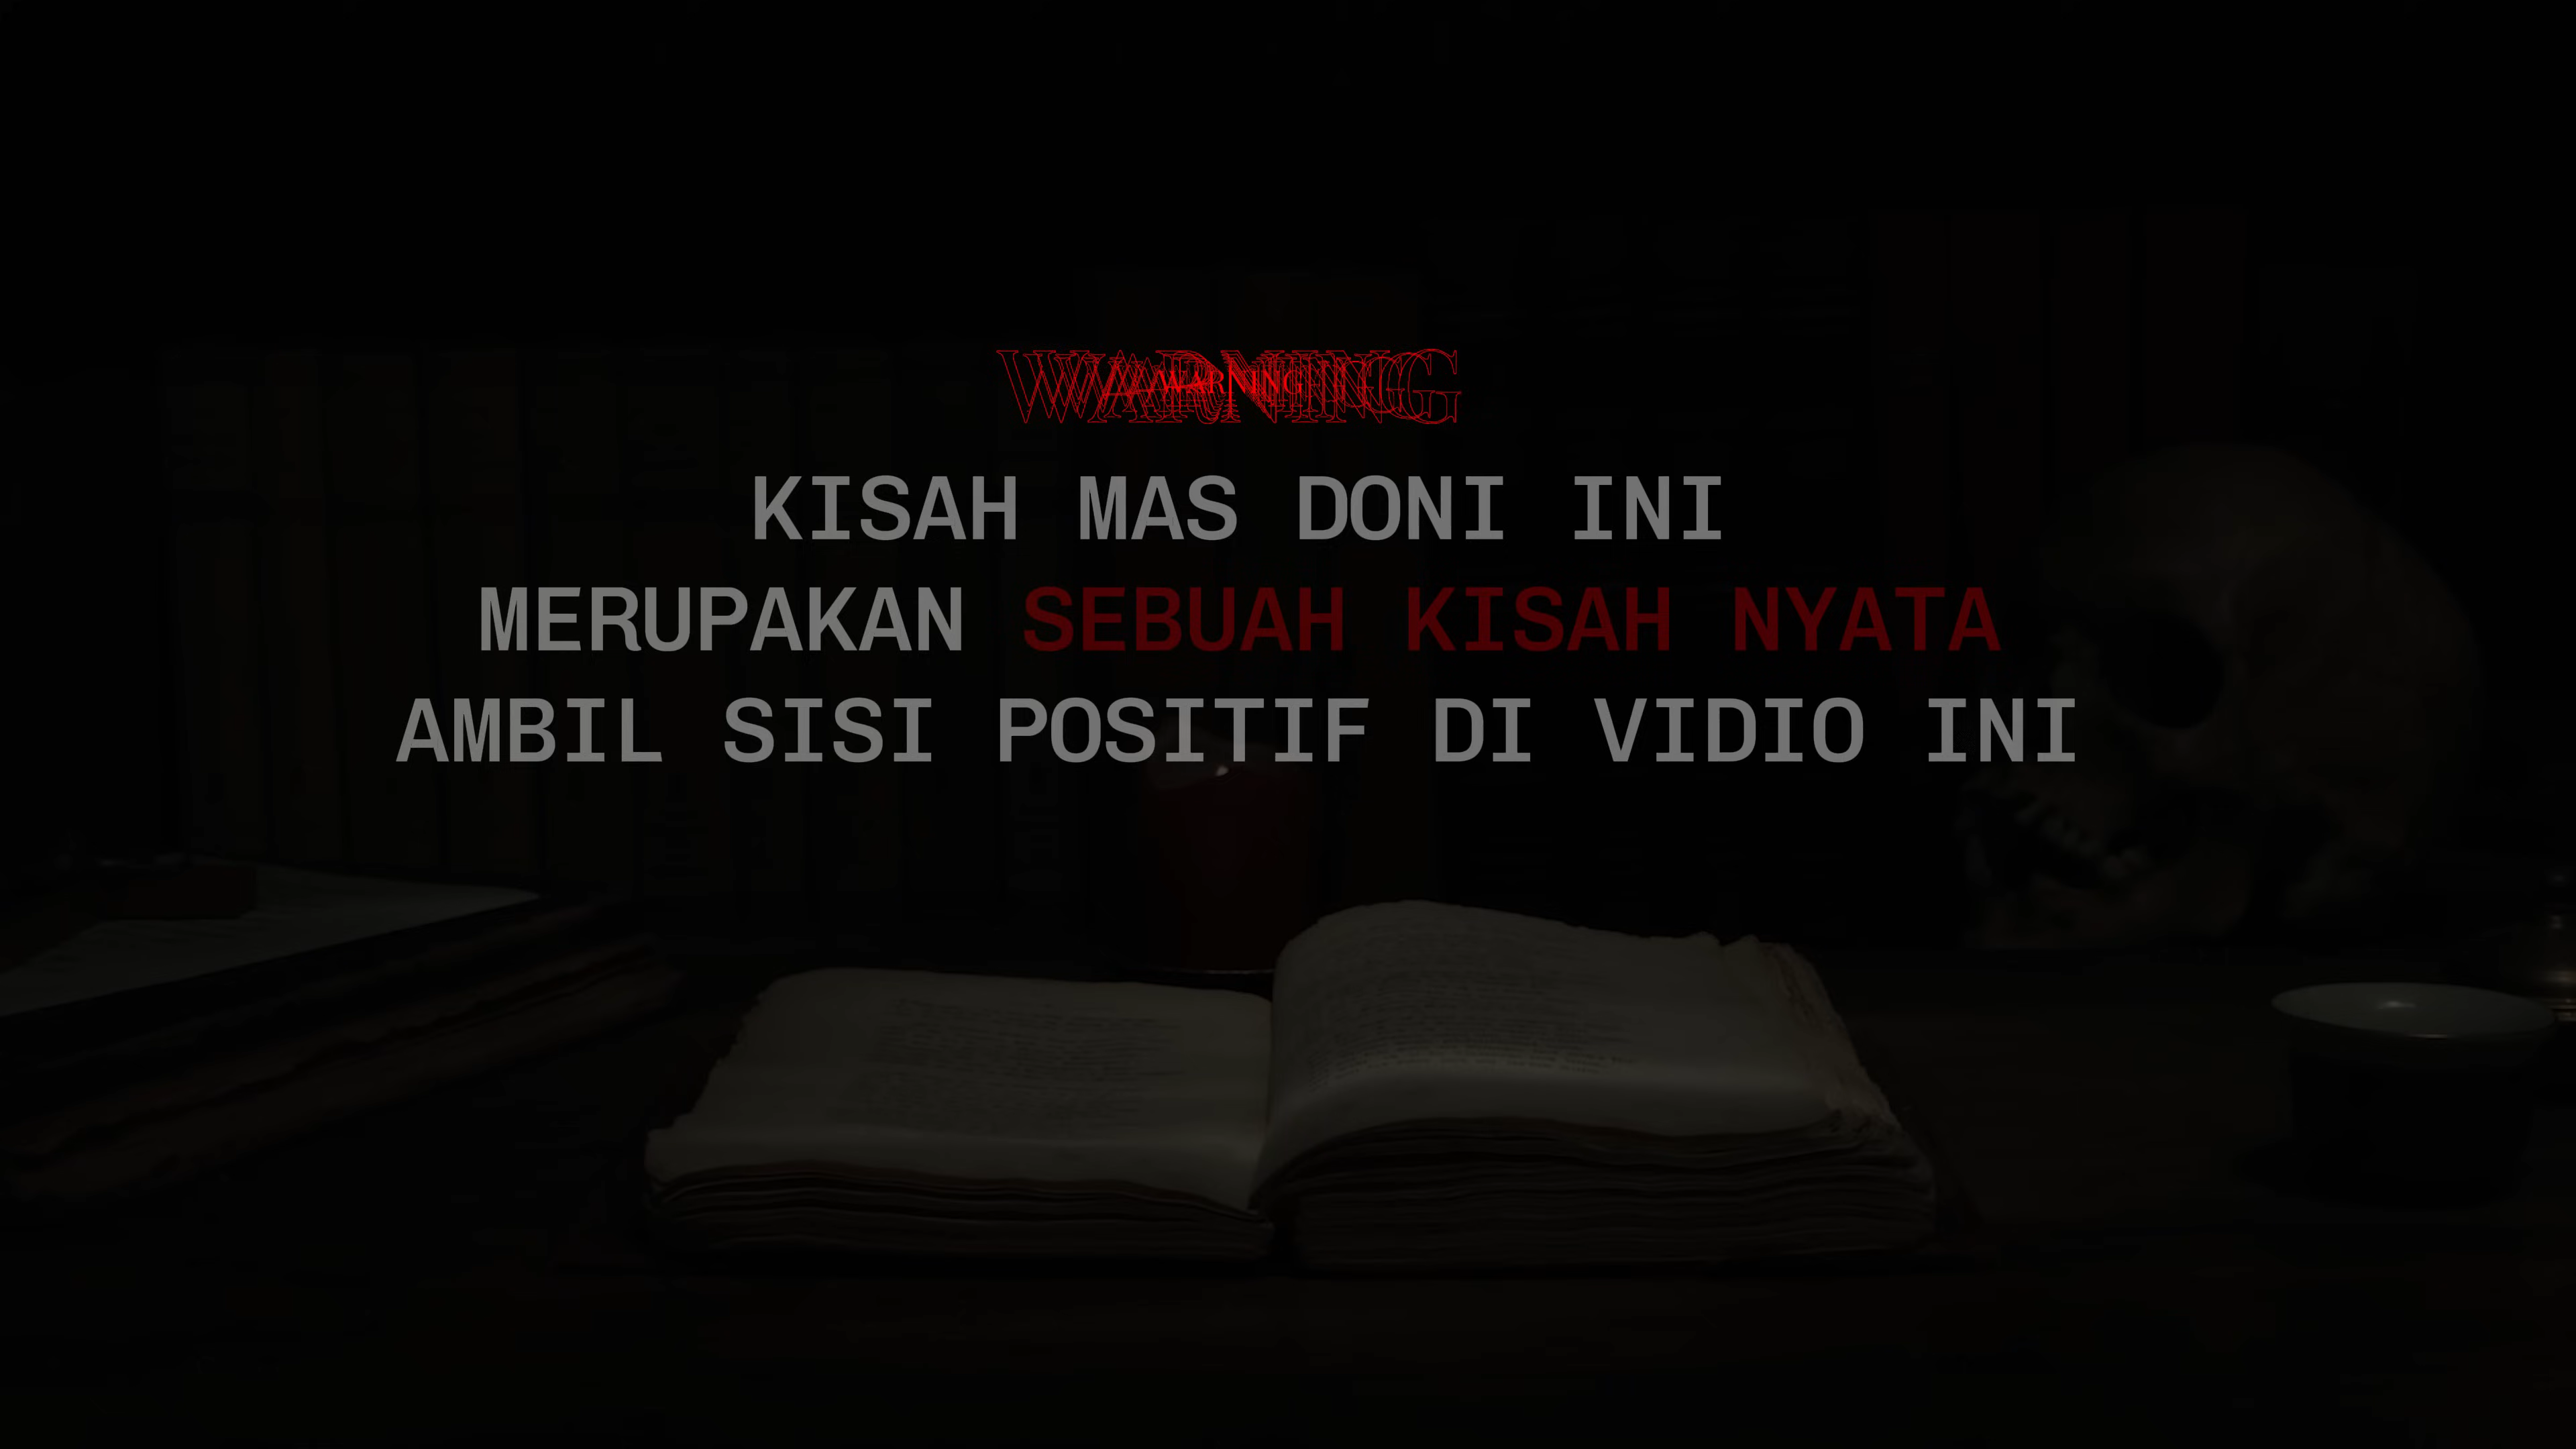 WARNING
KISAH MAS DONI INI
MERUPAKAN SEBUAH KISAH NYATA
AMBIL SISI POSITIF DI VIDIO INI